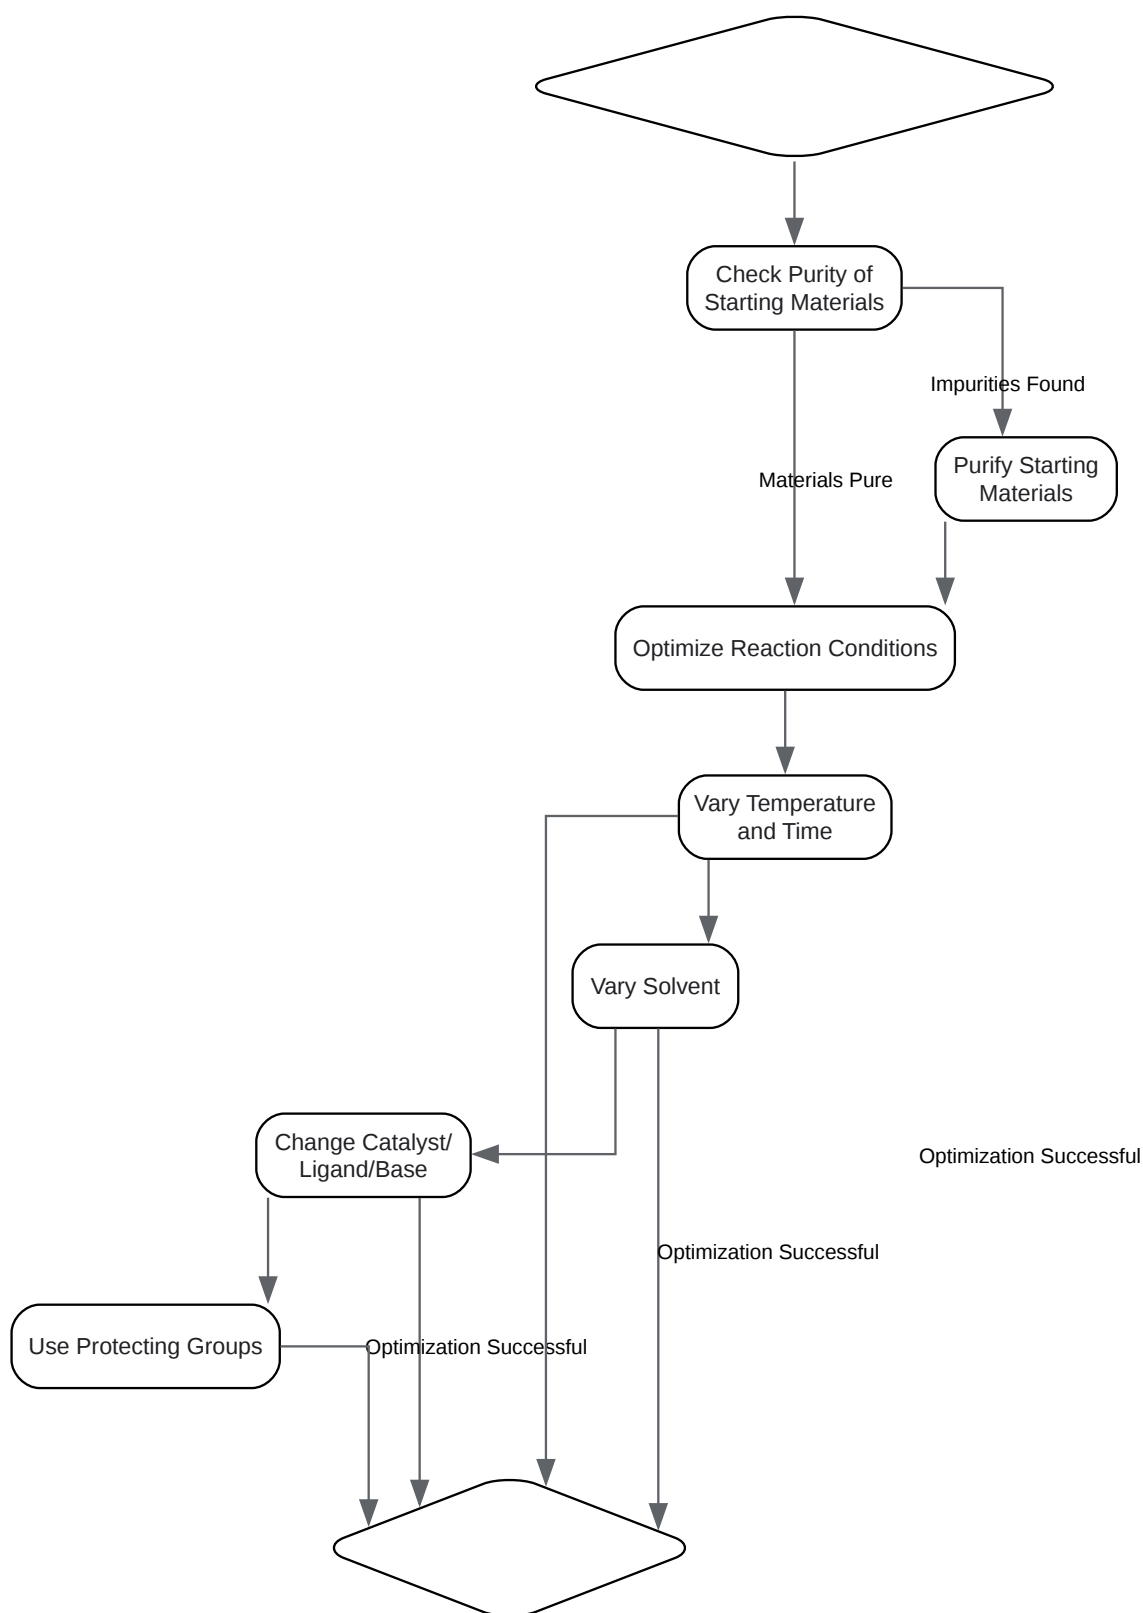 Check Purity of
Starting Materials
Impurities Found
Purify Starting
Materials
Materials Pure
Optimize Reaction Conditions
Vary Temperature
and Time
Vary Solvent
Change Catalyst/
Ligand/Base
Optimization Successful
Optimization Successful
Use Protecting Groups
Optimization Successful